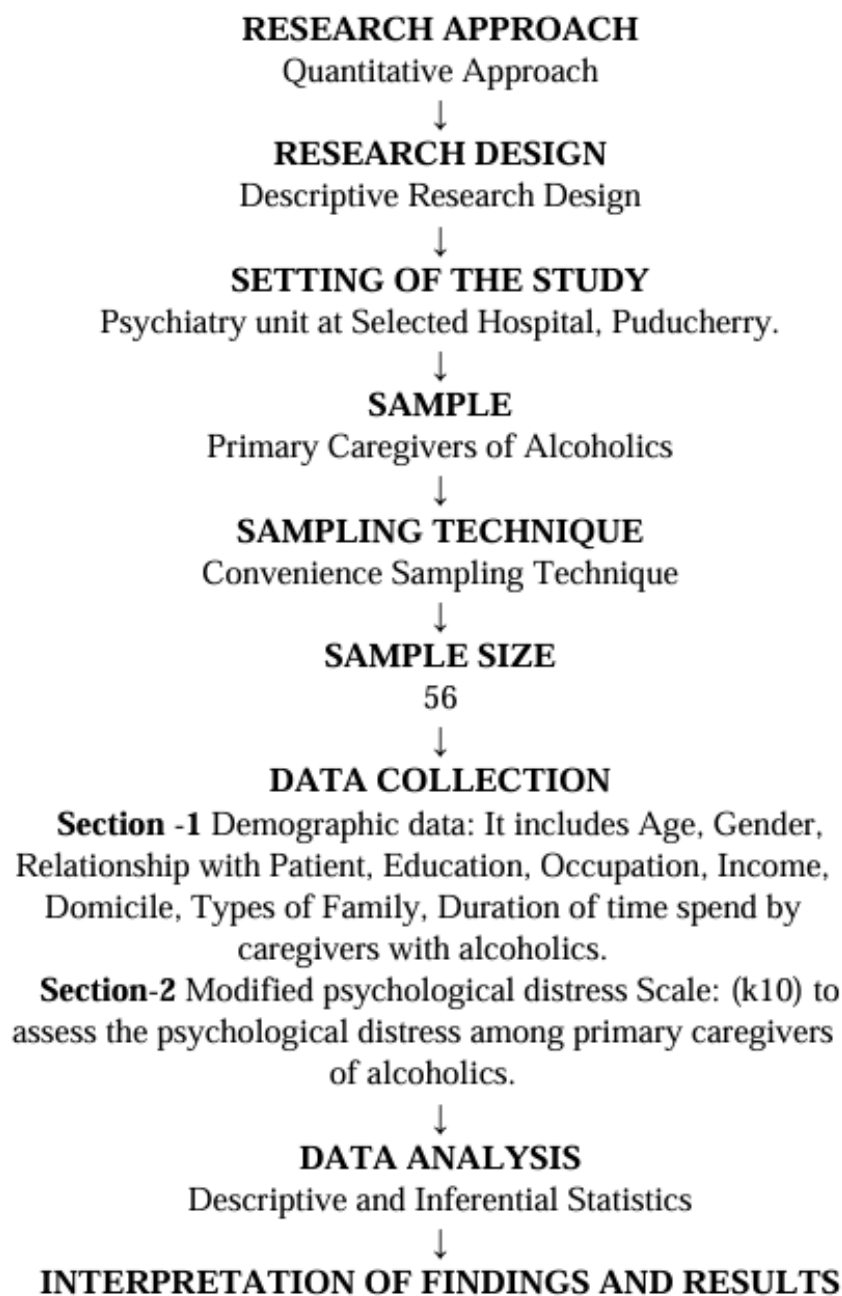 RESEARCH APPROACH
Quantitative Approach
↓
RESEARCH DESIGN
Descriptive Research Design
↓
SETTING OF THE STUDY
Psychiatry unit at Selected Hospital, Puducherry.
↓
SAMPLE
Primary Caregivers of Alcoholics
↓
SAMPLING TECHNIQUE
Convenience Sampling Technique
↓
SAMPLE SIZE
56
↓
DATA COLLECTION
Section -1 Demographic data: It includes Age, Gender,
Relationship with Patient, Education, Occupation, Income,
Domicile, Types of Family, Duration of time spend by
caregivers with alcoholics.
Section-2 Modified psychological distress Scale: (k10) to
assess the psychological distress among primary caregivers
of alcoholics.
↓
DATA ANALYSIS
Descriptive and Inferential Statistics
↓
INTERPRETATION OF FINDINGS AND RESULTS